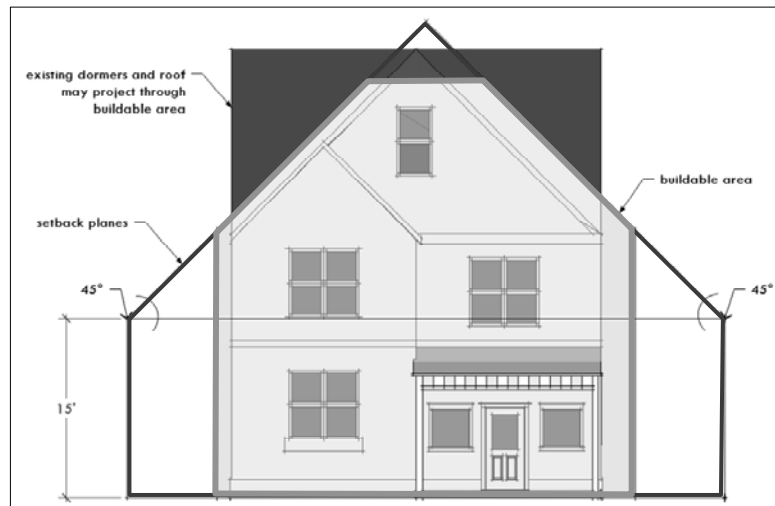 existing dormers and roof
may project through
buildable area
buildable area
setback planes
45°
45°
15'